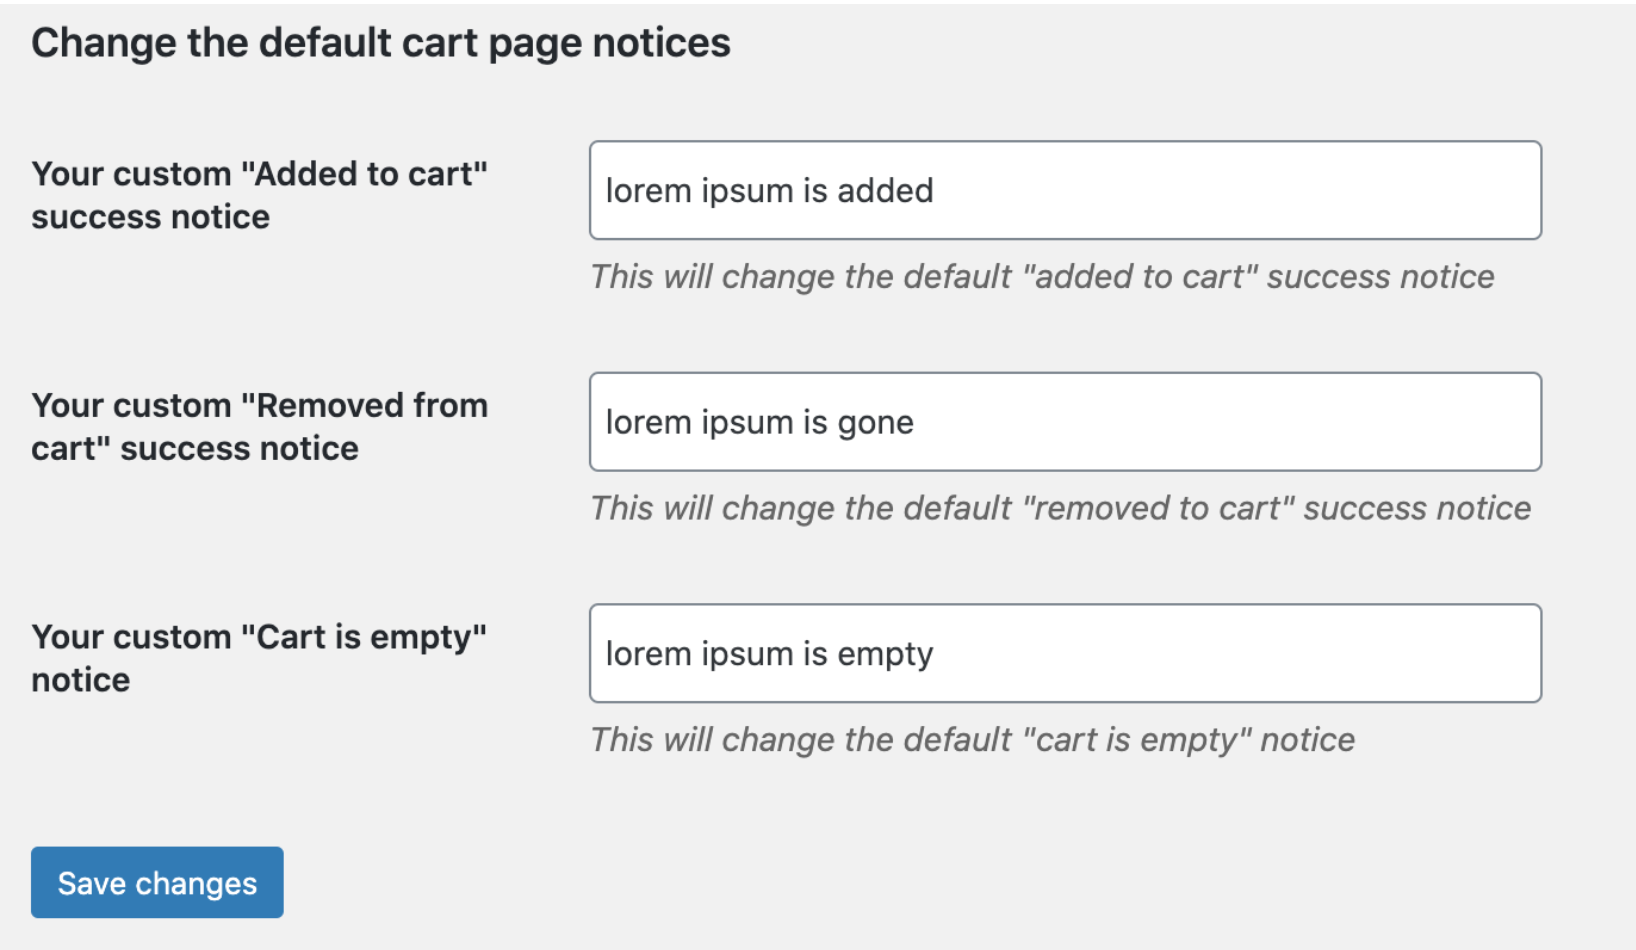 Change the default cart page notices
Your custom "Added to cart"
success notice
lorem ipsum is added
This will change the default "added to cart" success notice
Your custom "Removed from
cart" success notice
lorem ipsum is gone
This will change the default "removed to cart" success notice
Your custom "Cart is empty"
notice
lorem ipsum is empty
This will change the default "cart is empty" notice
Save changes